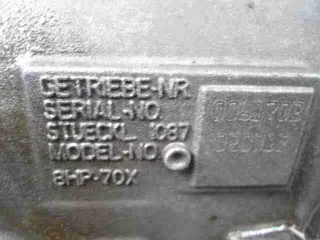 GETRIEBE-NR.
SERIAL-NO.
STUECKL. 1087
MODEL-NO.
8HP-70X